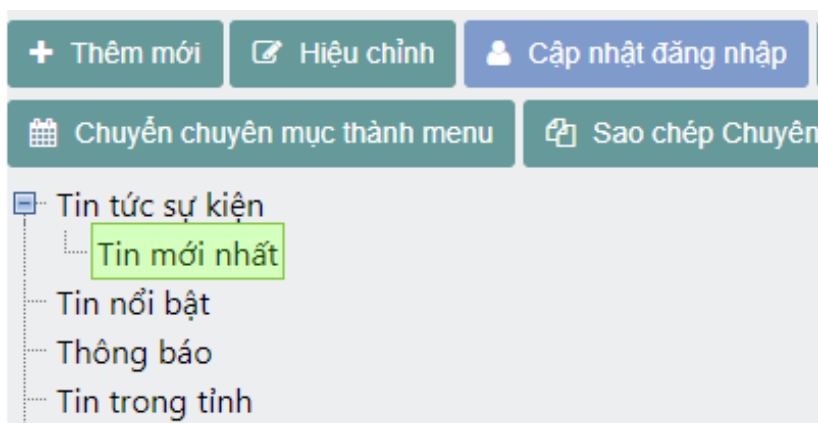 Thêm mới Hiệu chỉnh Cập nhật đăng nhập
Chuyễn chuyên mục thành menu Sao chép Chuyên
Tin tức sự kiện
Tin mới nhất
Tin nổi bật
Thông báo
Tin trong tỉnh